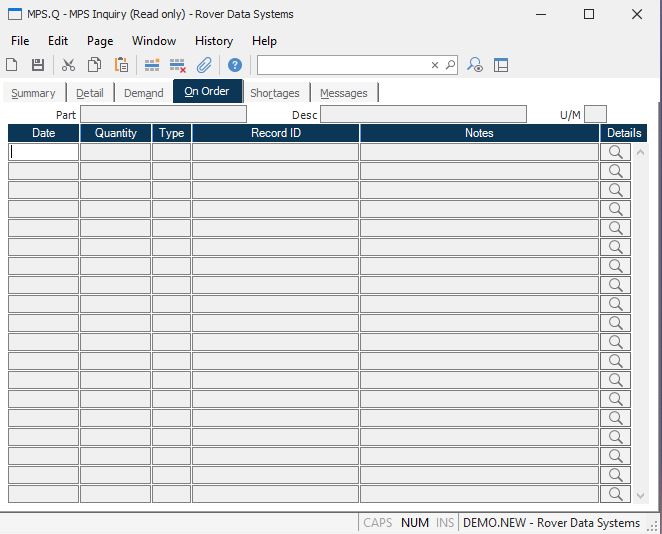 MPS.Q - MPS Inquiry (Read only) - Rover Data Systems
File Edit Page Window History Help
Summary Detail Demand On Order Shortages Messages
Part Desc U/M
Date Quantity Type Record ID Notes Details
CAPS NUM INS DEMO.NEW - Rover Data Systems